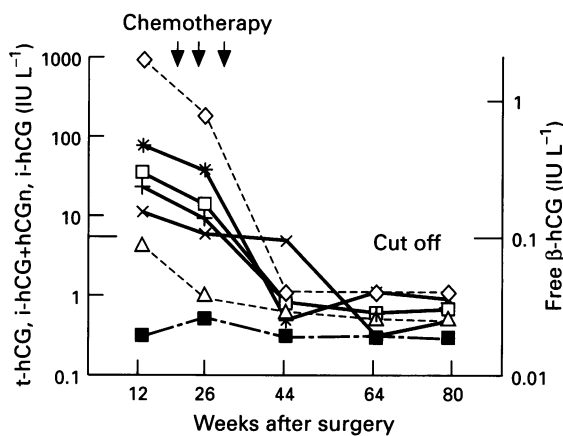 Chemotherapy
t-hCG, i-hCG+hCGn, i-hCG (IU L⁻¹)
1000
100
10
1
0.1
Free β-hCG (IU L⁻¹)
1
0.1
0.01
Cut off
12 26 44 64 80
Weeks after surgery